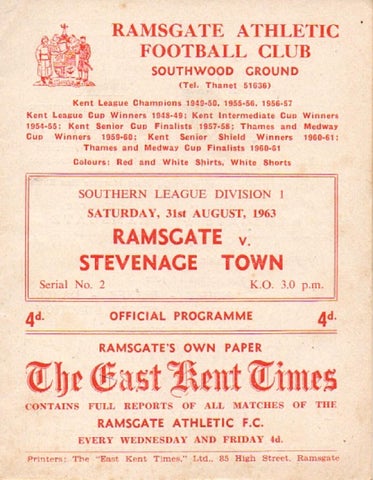 RAMSGATE ATHLETIC
FOOTBALL CLUB
SOUTHWOOD GROUND
(Tel. Thanet 51636)
Kent League Champions 1949-50, 1955-56, 1956-57
Kent League Cup Winners 1948-49; Kent Intermediate Cup Winners
1954-55; Kent Senior Cup Finalists 1957-58; Thames and Medway
Cup Winners 1959-60; Kent Senior Shield Winners 1960-61;
Thames and Medway Cup Finalists 1960-61
Colours: Red and White Shirts, White Shorts
SOUTHERN LEAGUE DIVISION 1
SATURDAY, 31st AUGUST, 1963
RAMSGATE v.
STEVENAGE TOWN
Serial No. 2 K.O. 3.0 p.m.
4d. OFFICIAL PROGRAMME 4d.
RAMSGATE'S OWN PAPER
The East Kent Times
CONTAINS FULL REPORTS OF ALL MATCHES OF THE
RAMSGATE ATHLETIC F.C.
EVERY WEDNESDAY AND FRIDAY 4d.
Printers: The "East Kent Times," Ltd., 85 High Street, Ramsgate